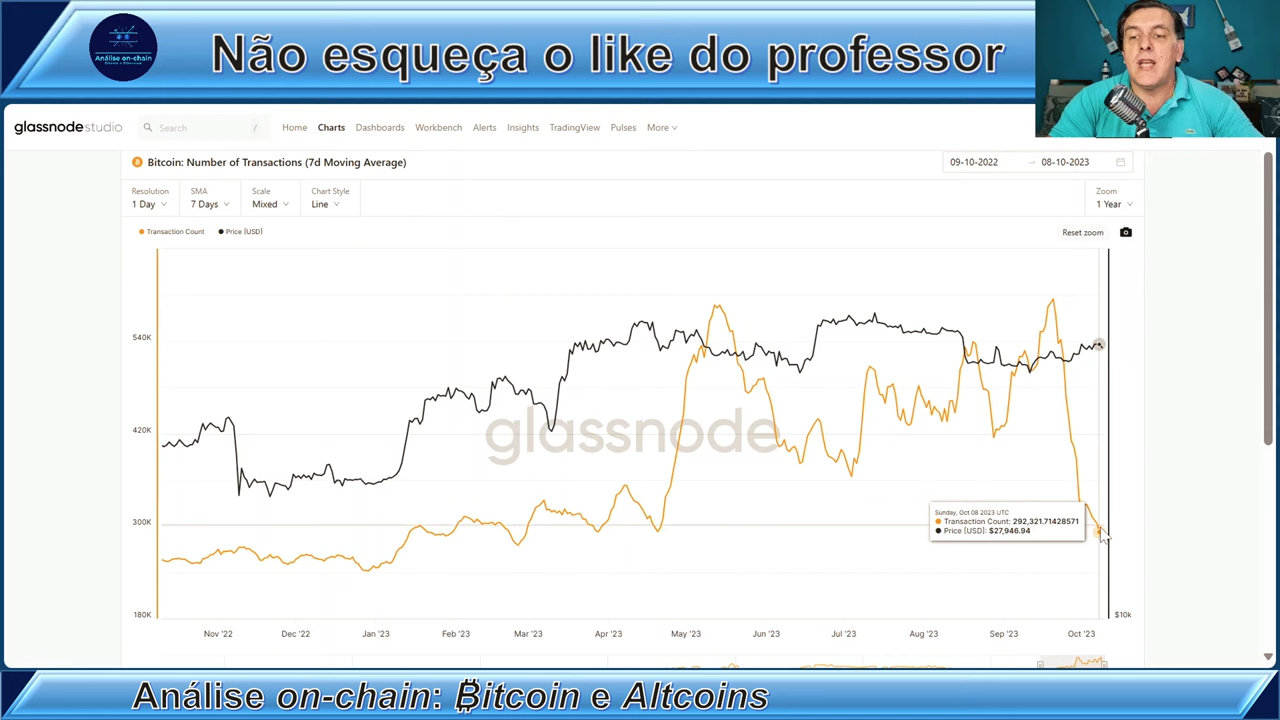 Não esqueça o like do professor
Análise on-chain
glassnode studio
Search /
Home Charts Dashboards Workbench Alerts Insights TradingView Pulses More
Bitcoin: Number of Transactions (7d Moving Average)
09-10-2022 → 08-10-2023
Resolution SMA Scale Chart Style Zoom
1 Day 7 Days Mixed Line 1 Year
Transaction Count Price [USD]
Reset zoom
540K
420K
300K
180K
$10k
glassnode
Sunday, Oct 08 2023 UTC
Transaction Count: 292,321.71428571
Price [USD]: $27,946.94
Nov '22 Dec '22 Jan '23 Feb '23 Mar '23 Apr '23 May '23 Jun '23 Jul '23 Aug '23 Sep '23 Oct '23
Análise on-chain: ₿itcoin e Altcoins